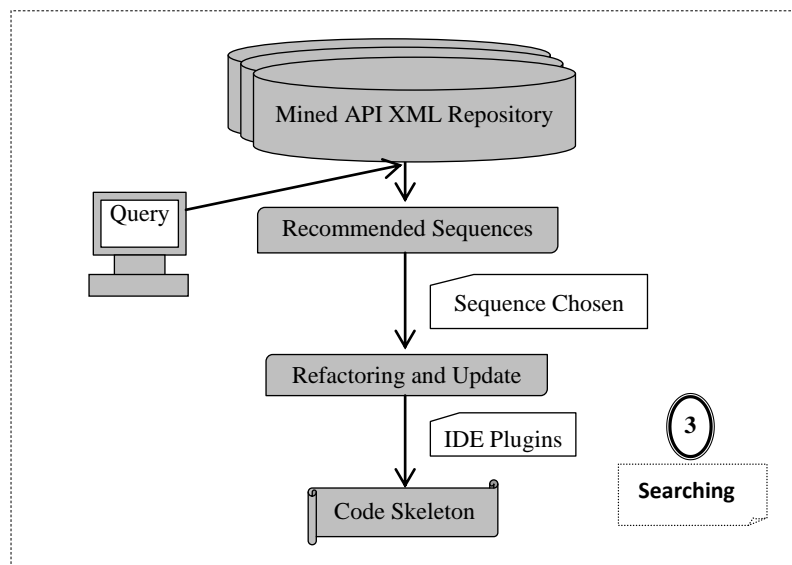 Mined API XML Repository
Query
Recommended Sequences
Sequence Chosen
Refactoring and Update
IDE Plugins
3
Searching
Code Skeleton